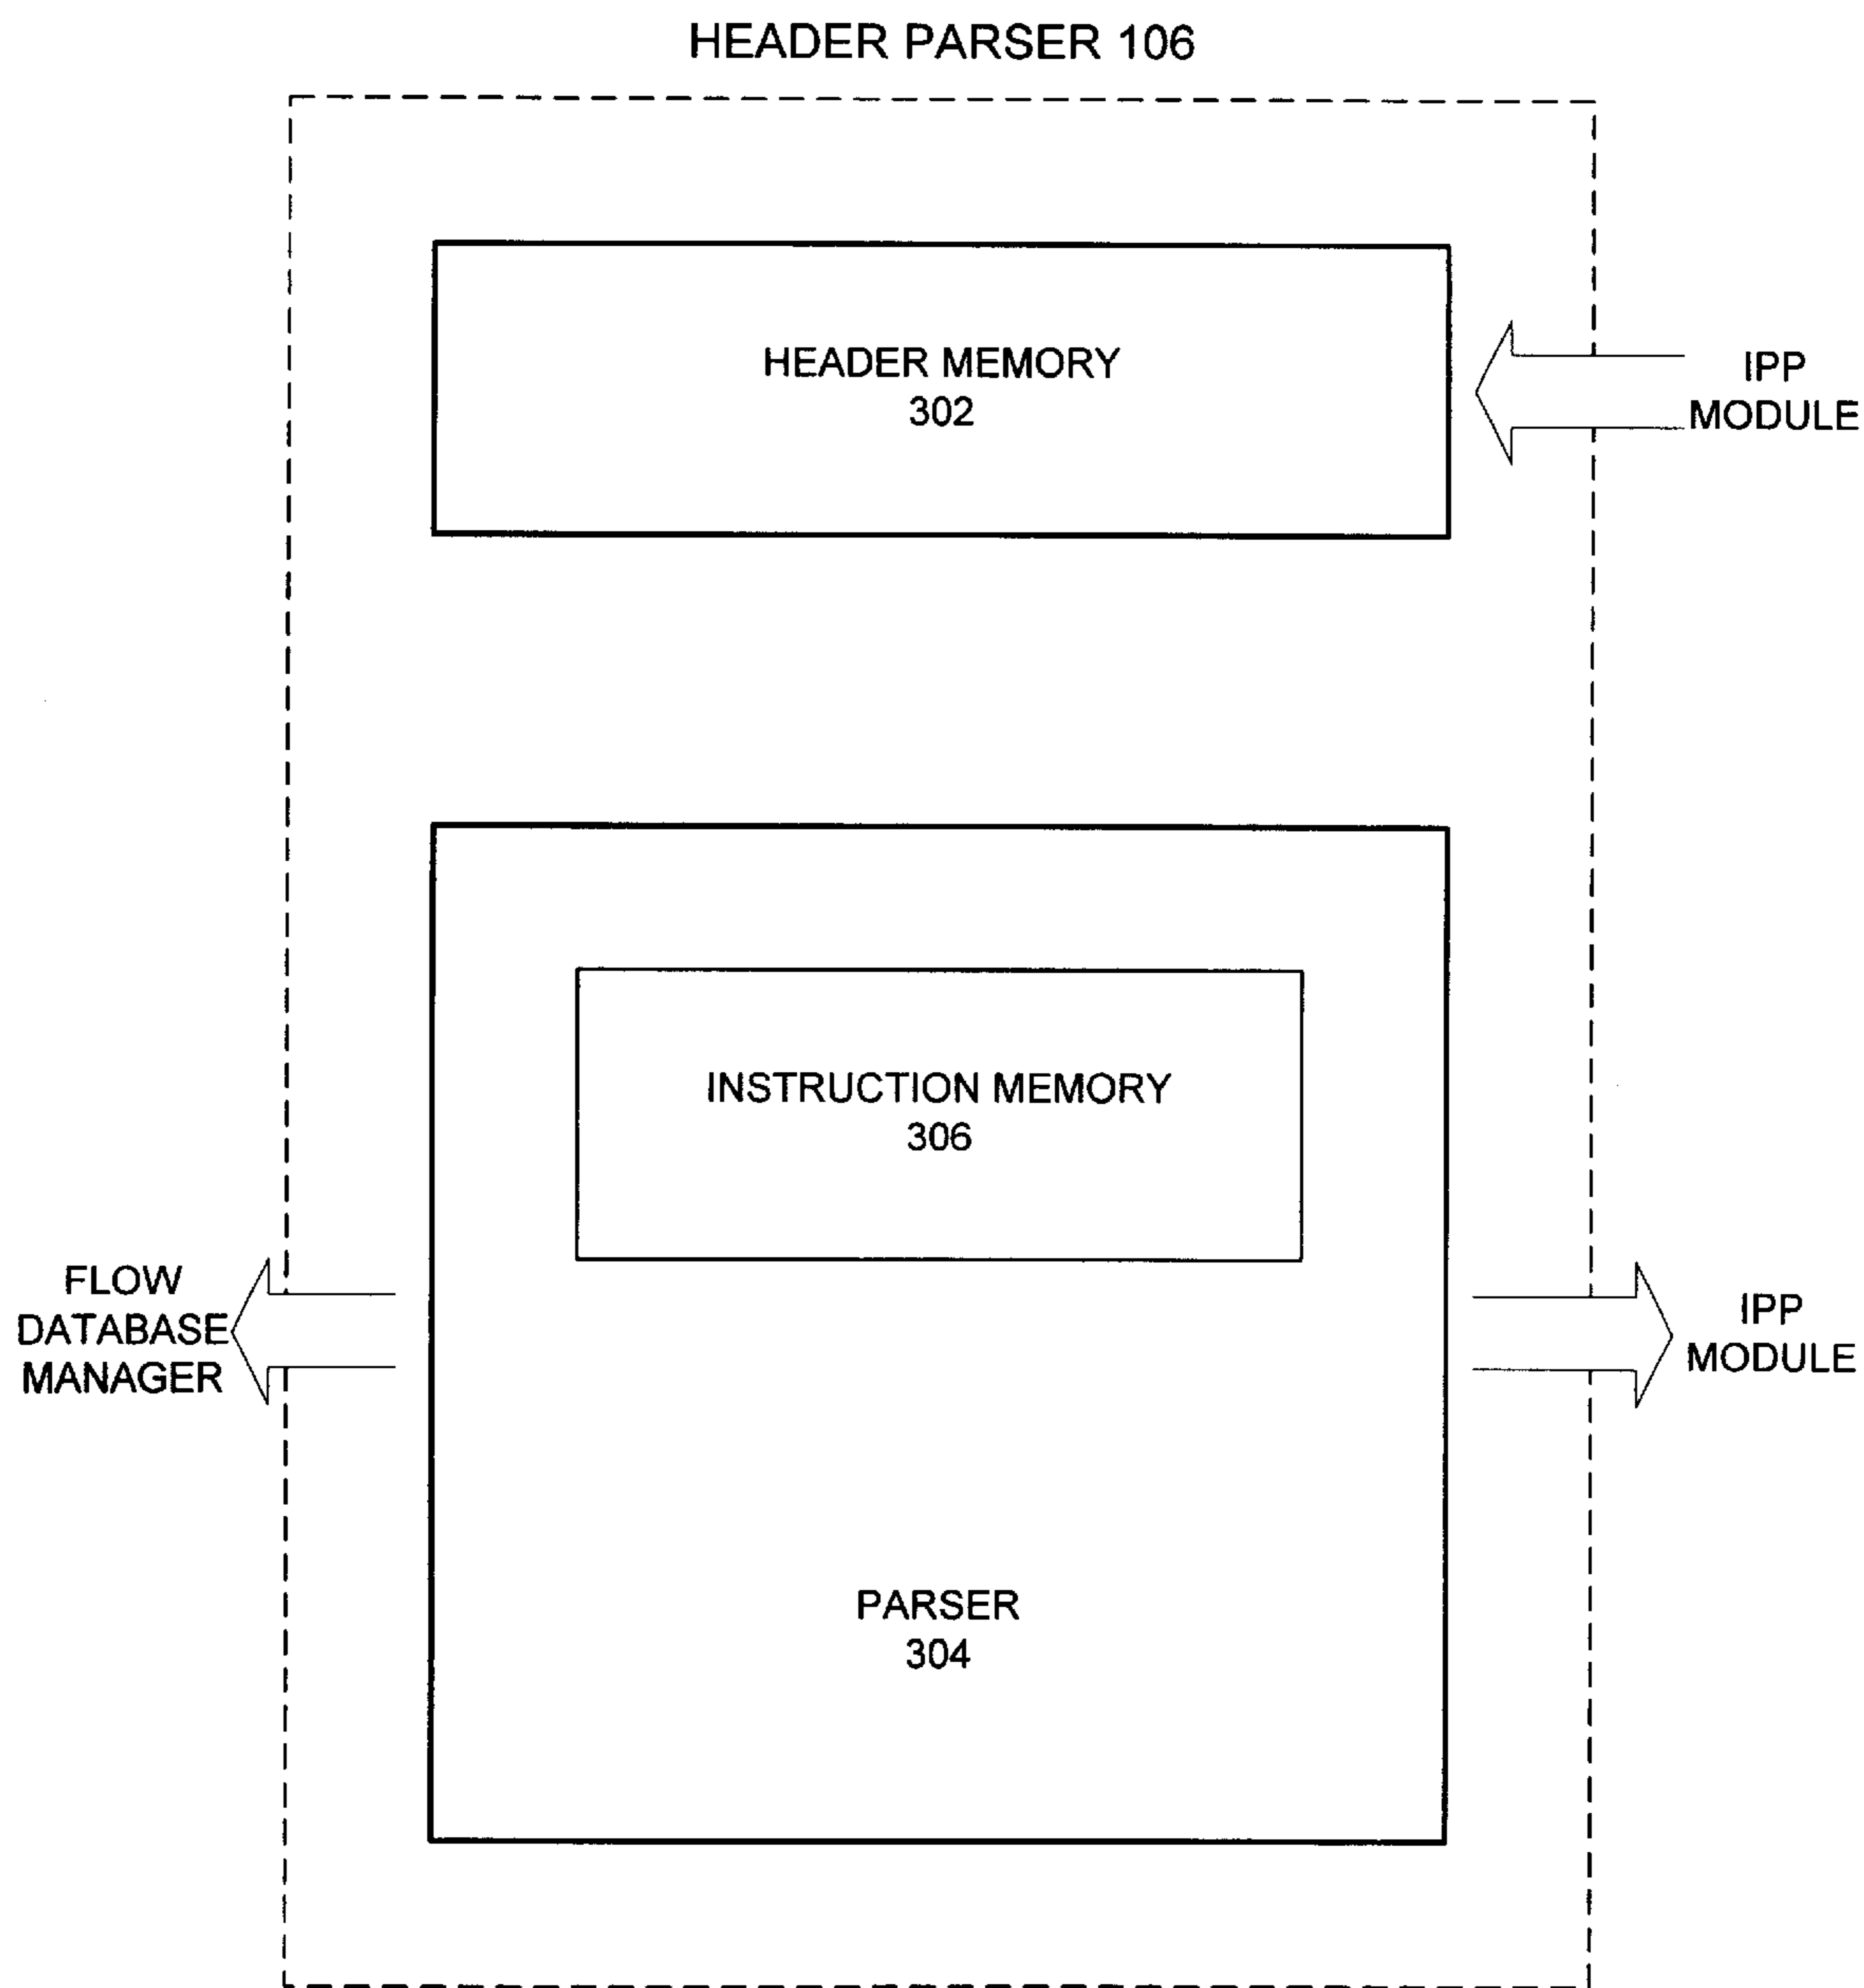 HEADER PARSER 106
HEADER MEMORY
302
IPP
MODULE
INSTRUCTION MEMORY
306
FLOW
DATABASE
MANAGER
IPP
MODULE
PARSER
304